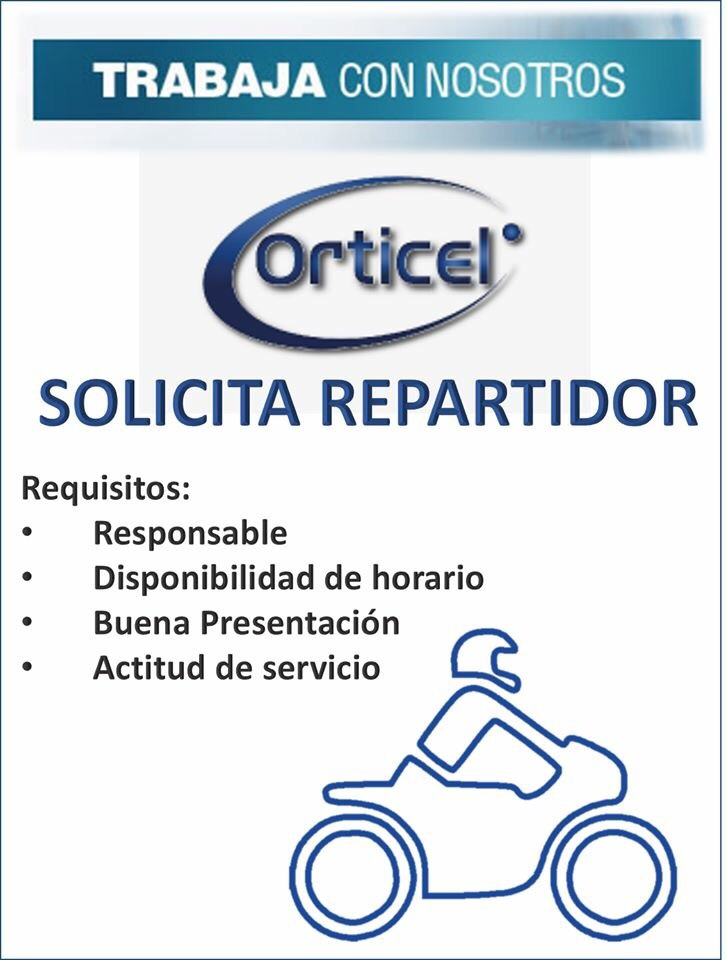 TRABAJA CON NOSOTROS
Orticel
SOLICITA REPARTIDOR
Requisitos:
• Responsable
• Disponibilidad de horario
• Buena Presentación
• Actitud de servicio